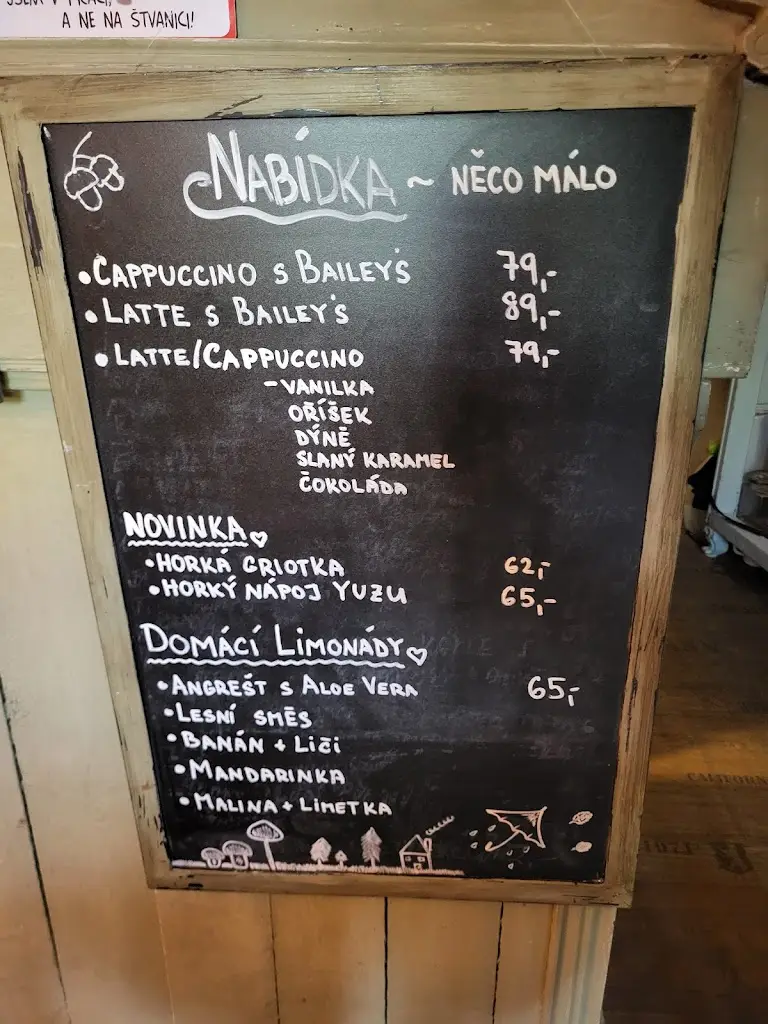 A NE NA ŠTVANICI!
NABÍDKA ~ NĚCO MÁLO
• CAPPUCCINO S BAILEY'S 79,-
• LATTE S BAILEY'S 89,-
• LATTE/CAPPUCCINO 79,-
- VANILKA
OŘÍŠEK
DÝNĚ
SLANÝ KARAMEL
ČOKOLÁDA
NOVINKA
• HORKÁ GRIOTKA 62,-
• HORKÝ NÁPOJ YUZU 65,-
DOMÁCÍ LIMONÁDY
• ANGREŠT S ALOE VERA 65,-
• LESNÍ SMĚS
• BANÁN + LIČI
• MANDARINKA
• MALINA + LIMETKA